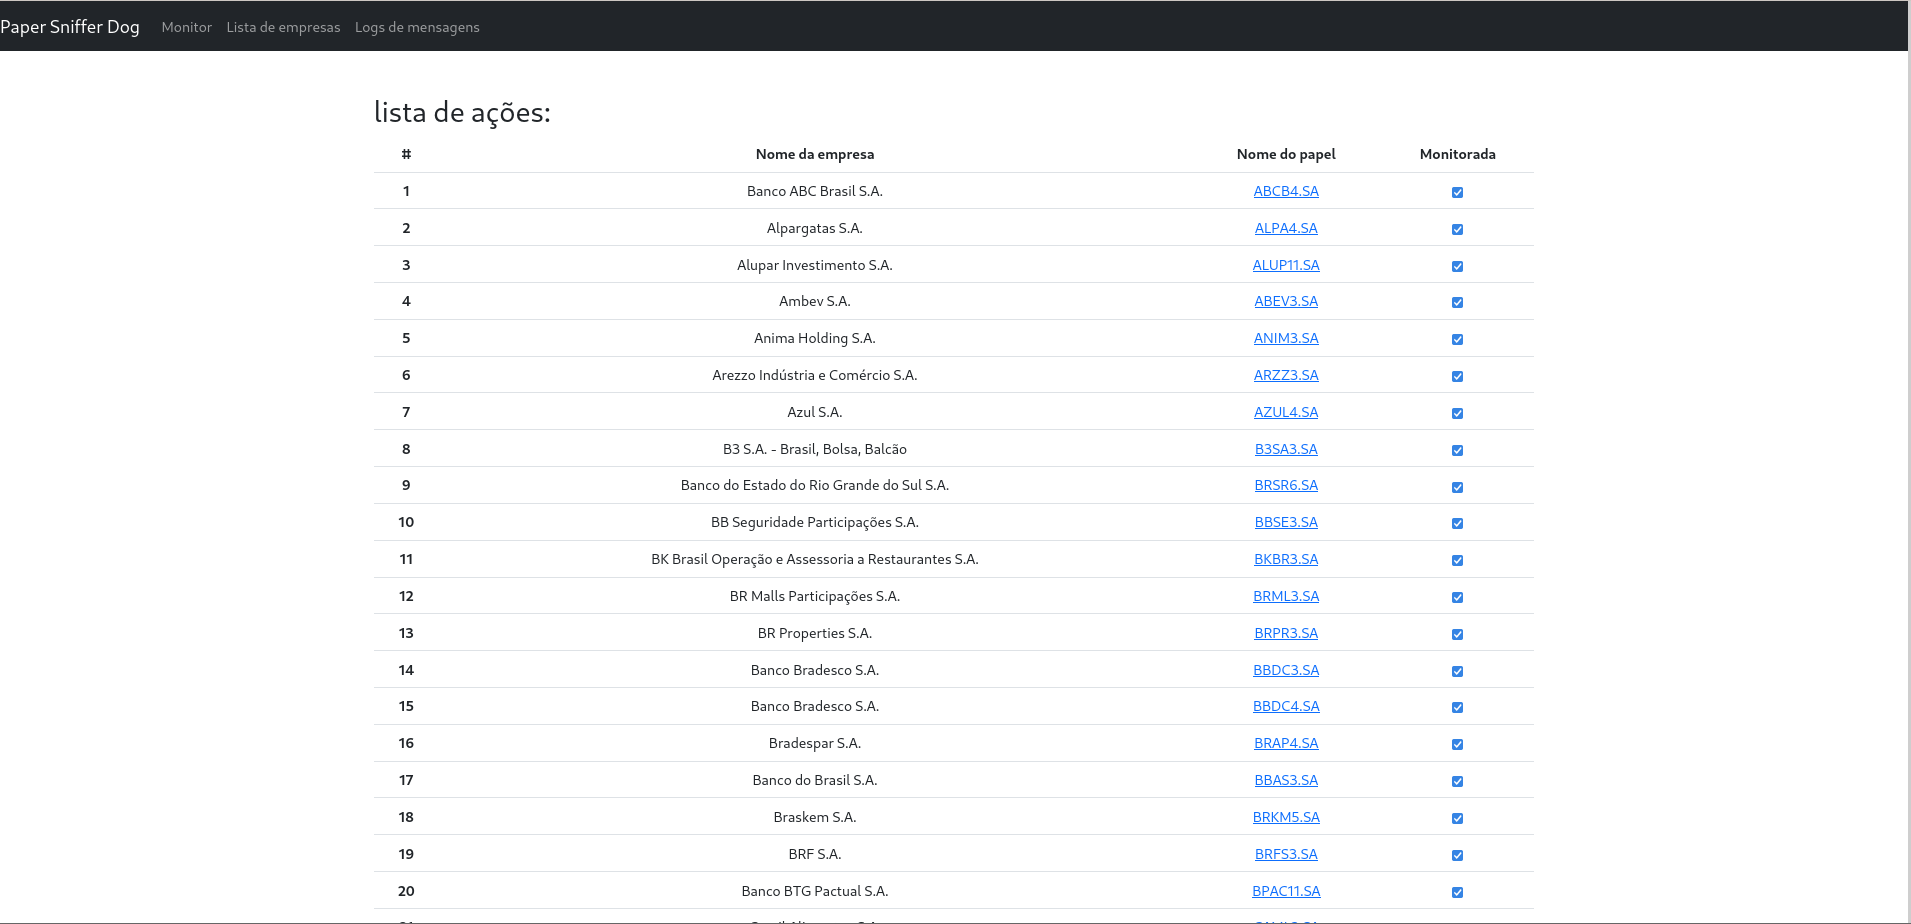 Paper Sniffer Dog Monitor Lista de empresas Logs de mensagens
lista de ações:
# Nome da empresa Nome do papel Monitorada
1 Banco ABC Brasil S.A. ABCB4.SA
2 Alpargatas S.A. ALPA4.SA
3 Alupar Investimento S.A. ALUP11.SA
4 Ambev S.A. ABEV3.SA
5 Anima Holding S.A. ANIM3.SA
6 Arezzo Indústria e Comércio S.A. ARZZ3.SA
7 Azul S.A. AZUL4.SA
8 B3 S.A. - Brasil, Bolsa, Balcão B3SA3.SA
9 Banco do Estado do Rio Grande do Sul S.A. BRSR6.SA
10 BB Seguridade Participações S.A. BBSE3.SA
11 BK Brasil Operação e Assessoria a Restaurantes S.A. BKBR3.SA
12 BR Malls Participações S.A. BRML3.SA
13 BR Properties S.A. BRPR3.SA
14 Banco Bradesco S.A. BBDC3.SA
15 Banco Bradesco S.A. BBDC4.SA
16 Bradespar S.A. BRAP4.SA
17 Banco do Brasil S.A. BBAS3.SA
18 Braskem S.A. BRKM5.SA
19 BRF S.A. BRFS3.SA
20 Banco BTG Pactual S.A. BPAC11.SA